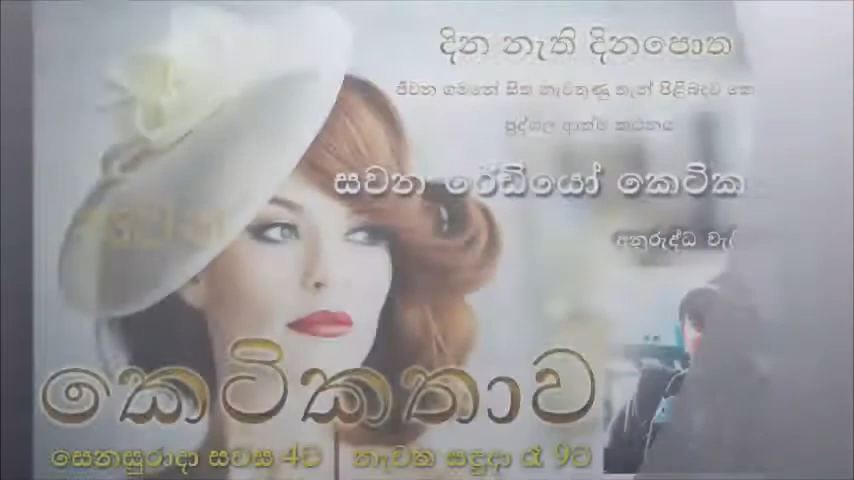 දින නැති දිනපොත
ජීවන ගමනේ සිත නැවතුණු තැන් පිළිබඳව
පුද්ගල ආත්ම කථනය
සවන රේඩියෝ කෙටික
අනුරුද්ධ
කෙටිකතාව
සෙනසුරාදා සවස 4ට නැවත සඳුදා රෑ 9ට